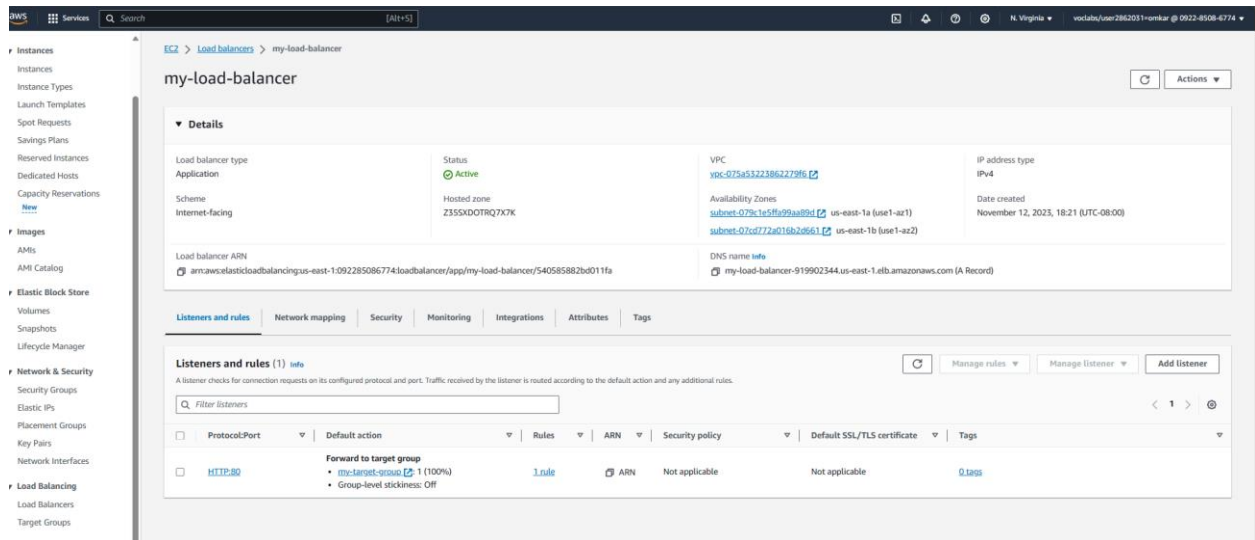 aws
Services
Search
[Alt+S]
N. Virginia
voclabs/user2862031=omkar @ 0922-8508-6774
Instances
Instances
Instance Types
Launch Templates
Spot Requests
Savings Plans
Reserved Instances
Dedicated Hosts
Capacity Reservations
New
Images
AMIs
AMI Catalog
Elastic Block Store
Volumes
Snapshots
Lifecycle Manager
Network & Security
Security Groups
Elastic IPs
Placement Groups
Key Pairs
Network Interfaces
Load Balancing
Load Balancers
Target Groups
EC2 > Load balancers > my-load-balancer
my-load-balancer
Actions
Details
Load balancer type
Application
Status
Active
VPC
vpc-075a53223862279f6
IP address type
IPv4
Scheme
Internet-facing
Hosted zone
Z35SXDOTRQ7X7K
Availability Zones
subnet-079c1e5ffa99aa89d us-east-1a (use1-az1)
subnet-07cd772a016b2d661 us-east-1b (use1-az2)
Date created
November 12, 2023, 18:21 (UTC-08:00)
Load balancer ARN
arn:aws:elasticloadbalancing:us-east-1:092285086774:loadbalancer/app/my-load-balancer/540585882bd011fa
DNS name Info
my-load-balancer-919902344.us-east-1.elb.amazonaws.com (A Record)
Listeners and rules
Network mapping
Security
Monitoring
Integrations
Attributes
Tags
Listeners and rules (1) Info
Manage rules
Manage listener
Add listener
A listener checks for connection requests on its configured protocol and port. Traffic received by the listener is routed according to the default action and any additional rules.
Filter listeners
1
Protocol:Port
Default action
Rules
ARN
Security policy
Default SSL/TLS certificate
Tags
HTTP:80
Forward to target group
• my-target-group: 1 (100%)
• Group-level stickiness: Off
1 rule
ARN
Not applicable
Not applicable
0 tags